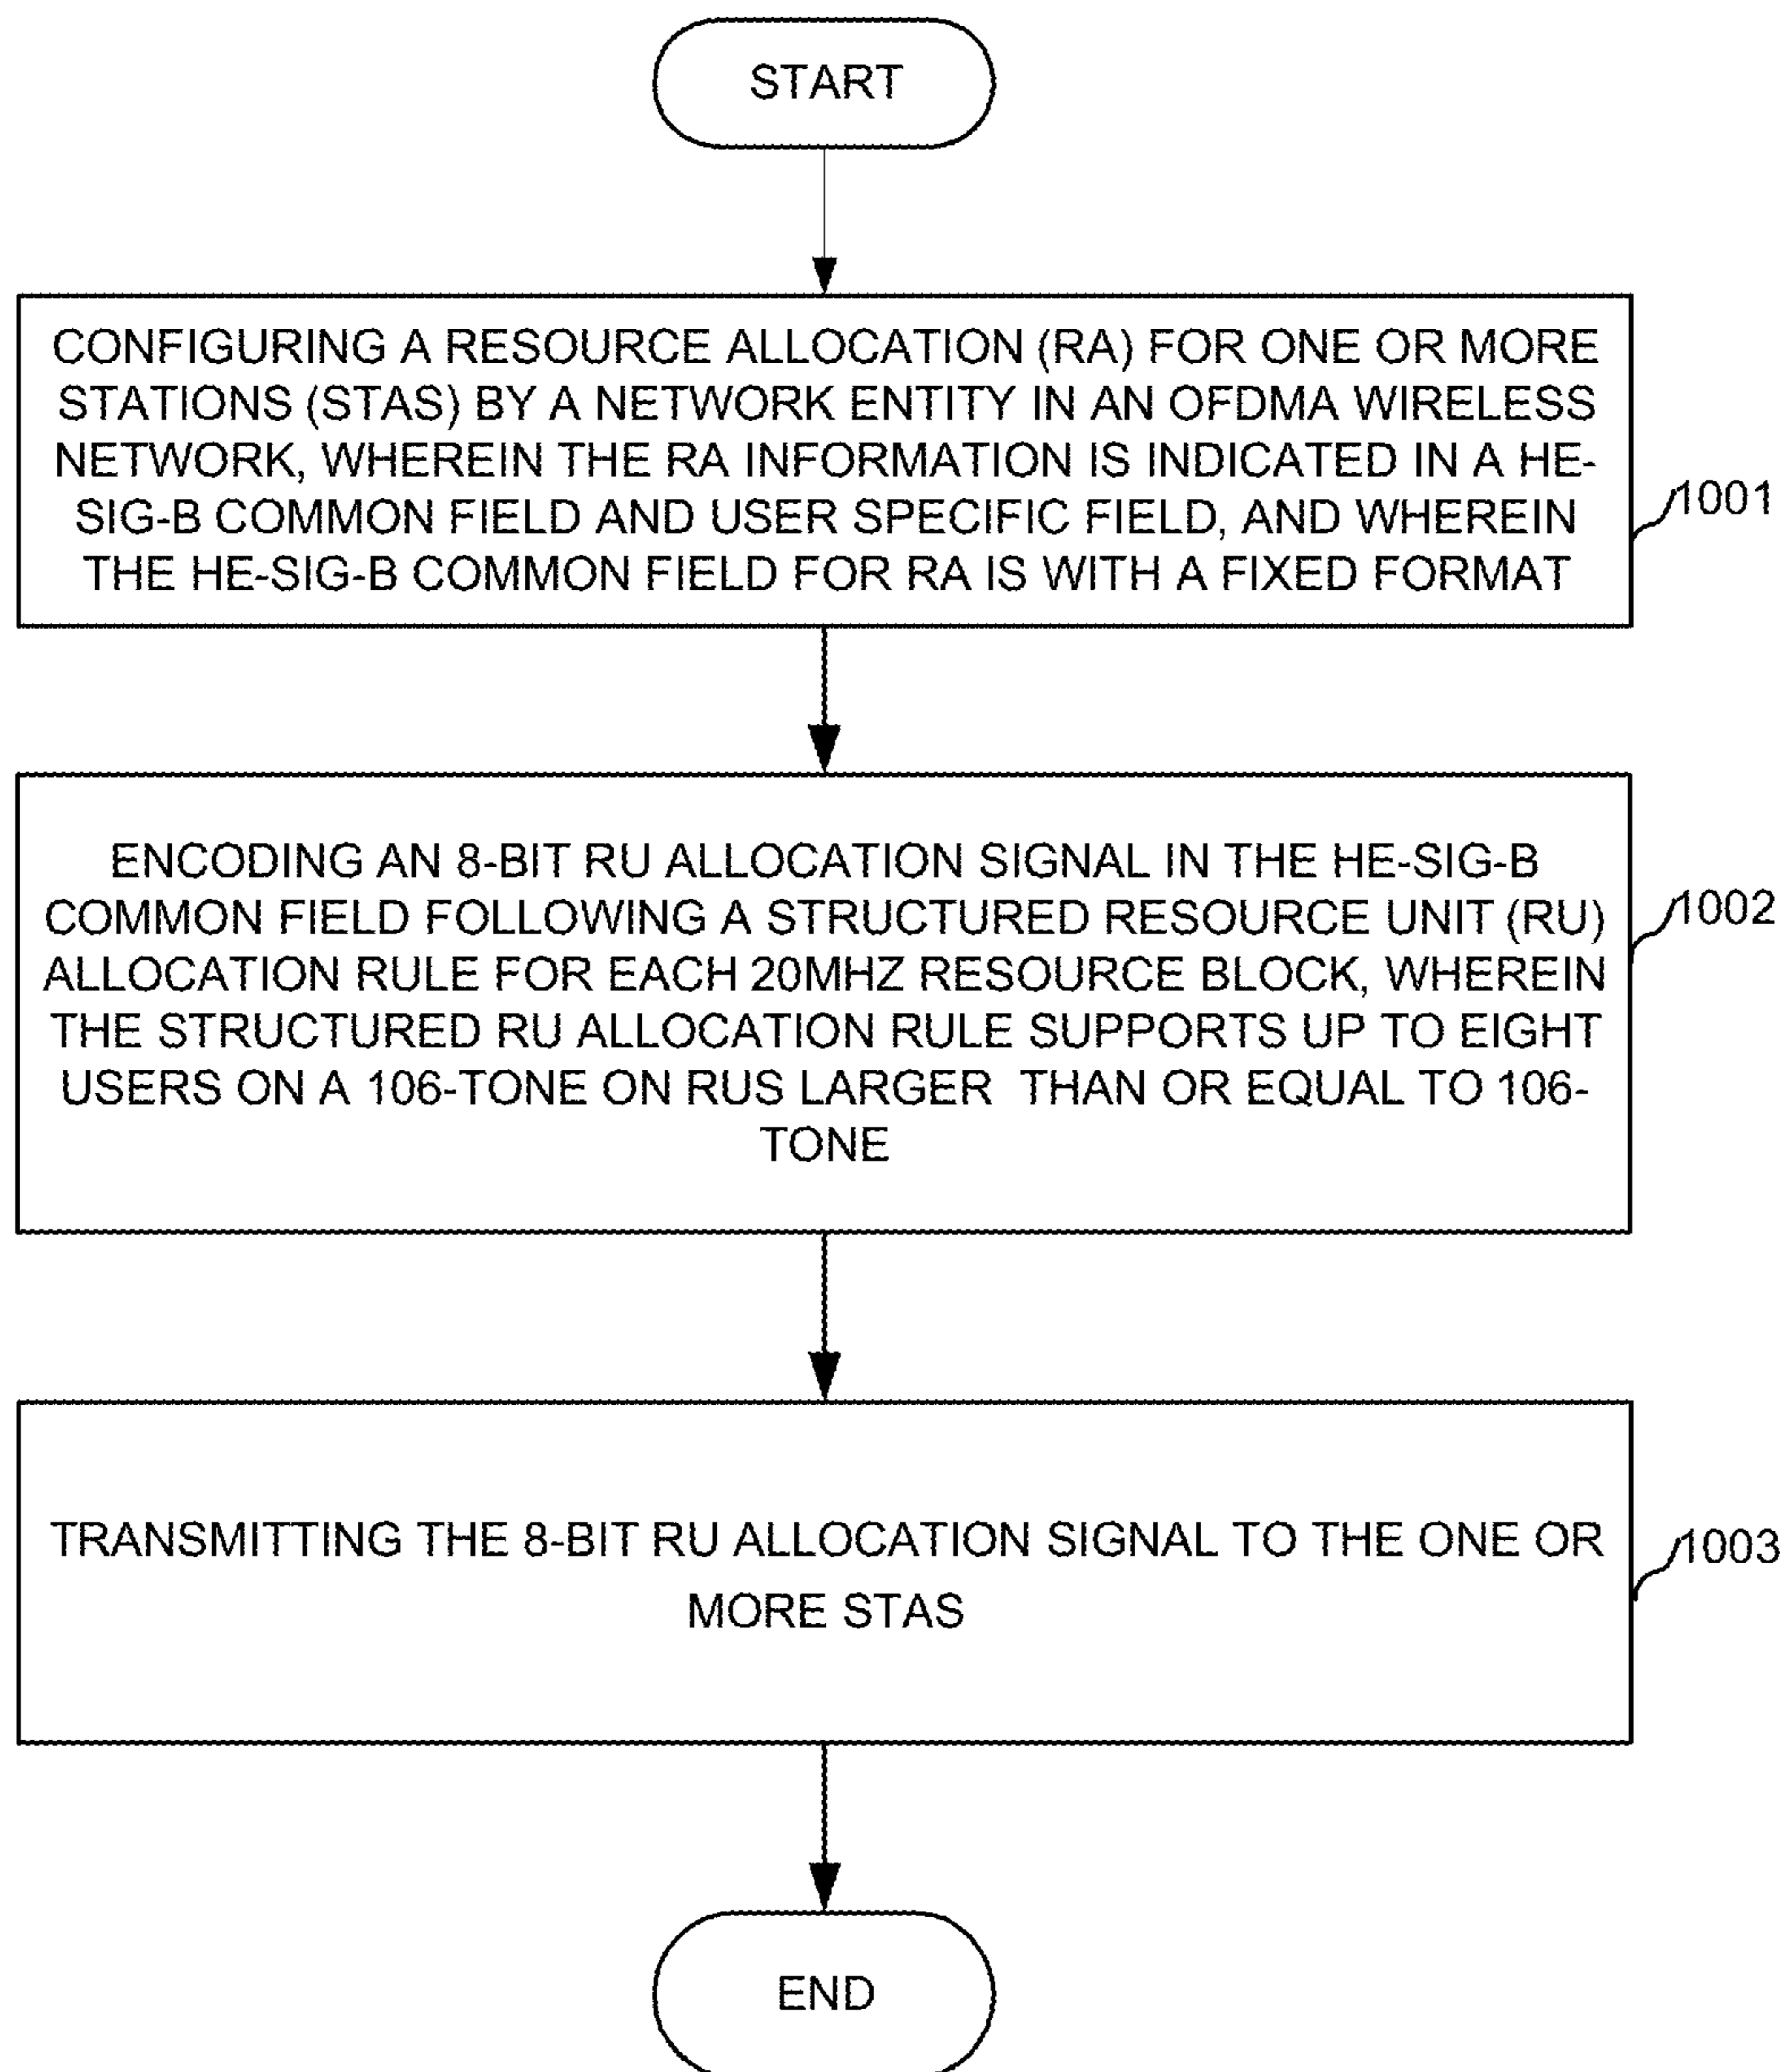 START
CONFIGURING A RESOURCE ALLOCATION (RA) FOR ONE OR MORE
STATIONS (STAS) BY A NETWORK ENTITY IN AN OFDMA WIRELESS
NETWORK, WHEREIN THE RA INFORMATION IS INDICATED IN A HE-
SIG-B COMMON FIELD AND USER SPECIFIC FIELD, AND WHEREIN
THE HE-SIG-B COMMON FIELD FOR RA IS WITH A FIXED FORMAT
1001
ENCODING AN 8-BIT RU ALLOCATION SIGNAL IN THE HE-SIG-B
COMMON FIELD FOLLOWING A STRUCTURED RESOURCE UNIT (RU)
ALLOCATION RULE FOR EACH 20MHZ RESOURCE BLOCK, WHEREIN
THE STRUCTURED RU ALLOCATION RULE SUPPORTS UP TO EIGHT
USERS ON A 106-TONE ON RUS LARGER THAN OR EQUAL TO 106-
TONE
1002
TRANSMITTING THE 8-BIT RU ALLOCATION SIGNAL TO THE ONE OR
MORE STAS
1003
END